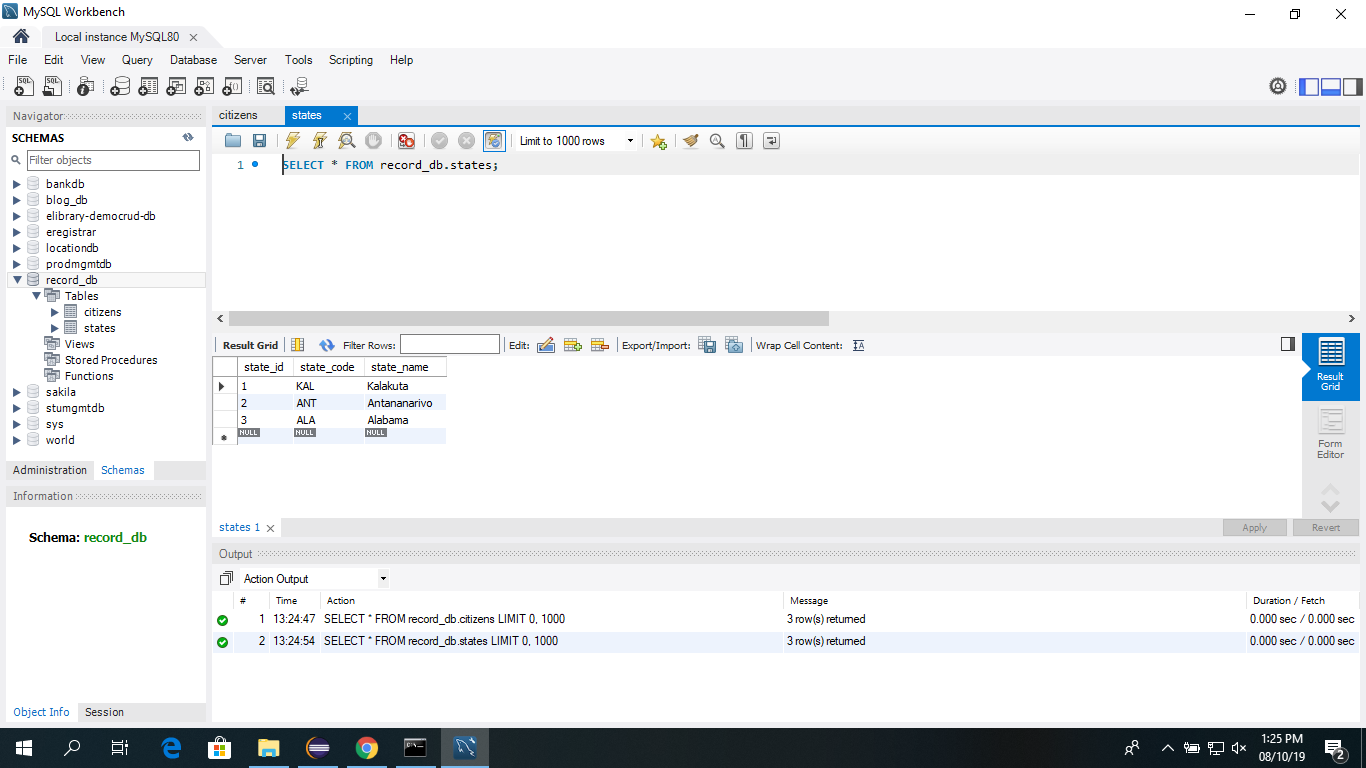 MySQL Workbench
Local instance MySQL80
File Edit View Query Database Server Tools Scripting Help
Navigator
SCHEMAS
Filter objects
bankdb
blog_db
elibrary-democrud-db
eregistrar
locationdb
prodmgmtdb
record_db
Tables
citizens
states
Views
Stored Procedures
Functions
sakila
stumgmtdb
sys
world
Administration Schemas
Information
Schema: record_db
Object Info Session
citizens states
Limit to 1000 rows
1 SELECT * FROM record_db.states;
Result Grid Filter Rows: Edit: Export/Import: Wrap Cell Content:
state_id state_code state_name
1 KAL Kalakuta
2 ANT Antananarivo
3 ALA Alabama
NULL NULL NULL
Result
Grid
Form
Editor
states 1 Apply Revert
Output
Action Output
# Time Action Message Duration / Fetch
1 13:24:47 SELECT * FROM record_db.citizens LIMIT 0, 1000 3 row(s) returned 0.000 sec / 0.000 sec
2 13:24:54 SELECT * FROM record_db.states LIMIT 0, 1000 3 row(s) returned 0.000 sec / 0.000 sec
1:25 PM
08/10/19
2